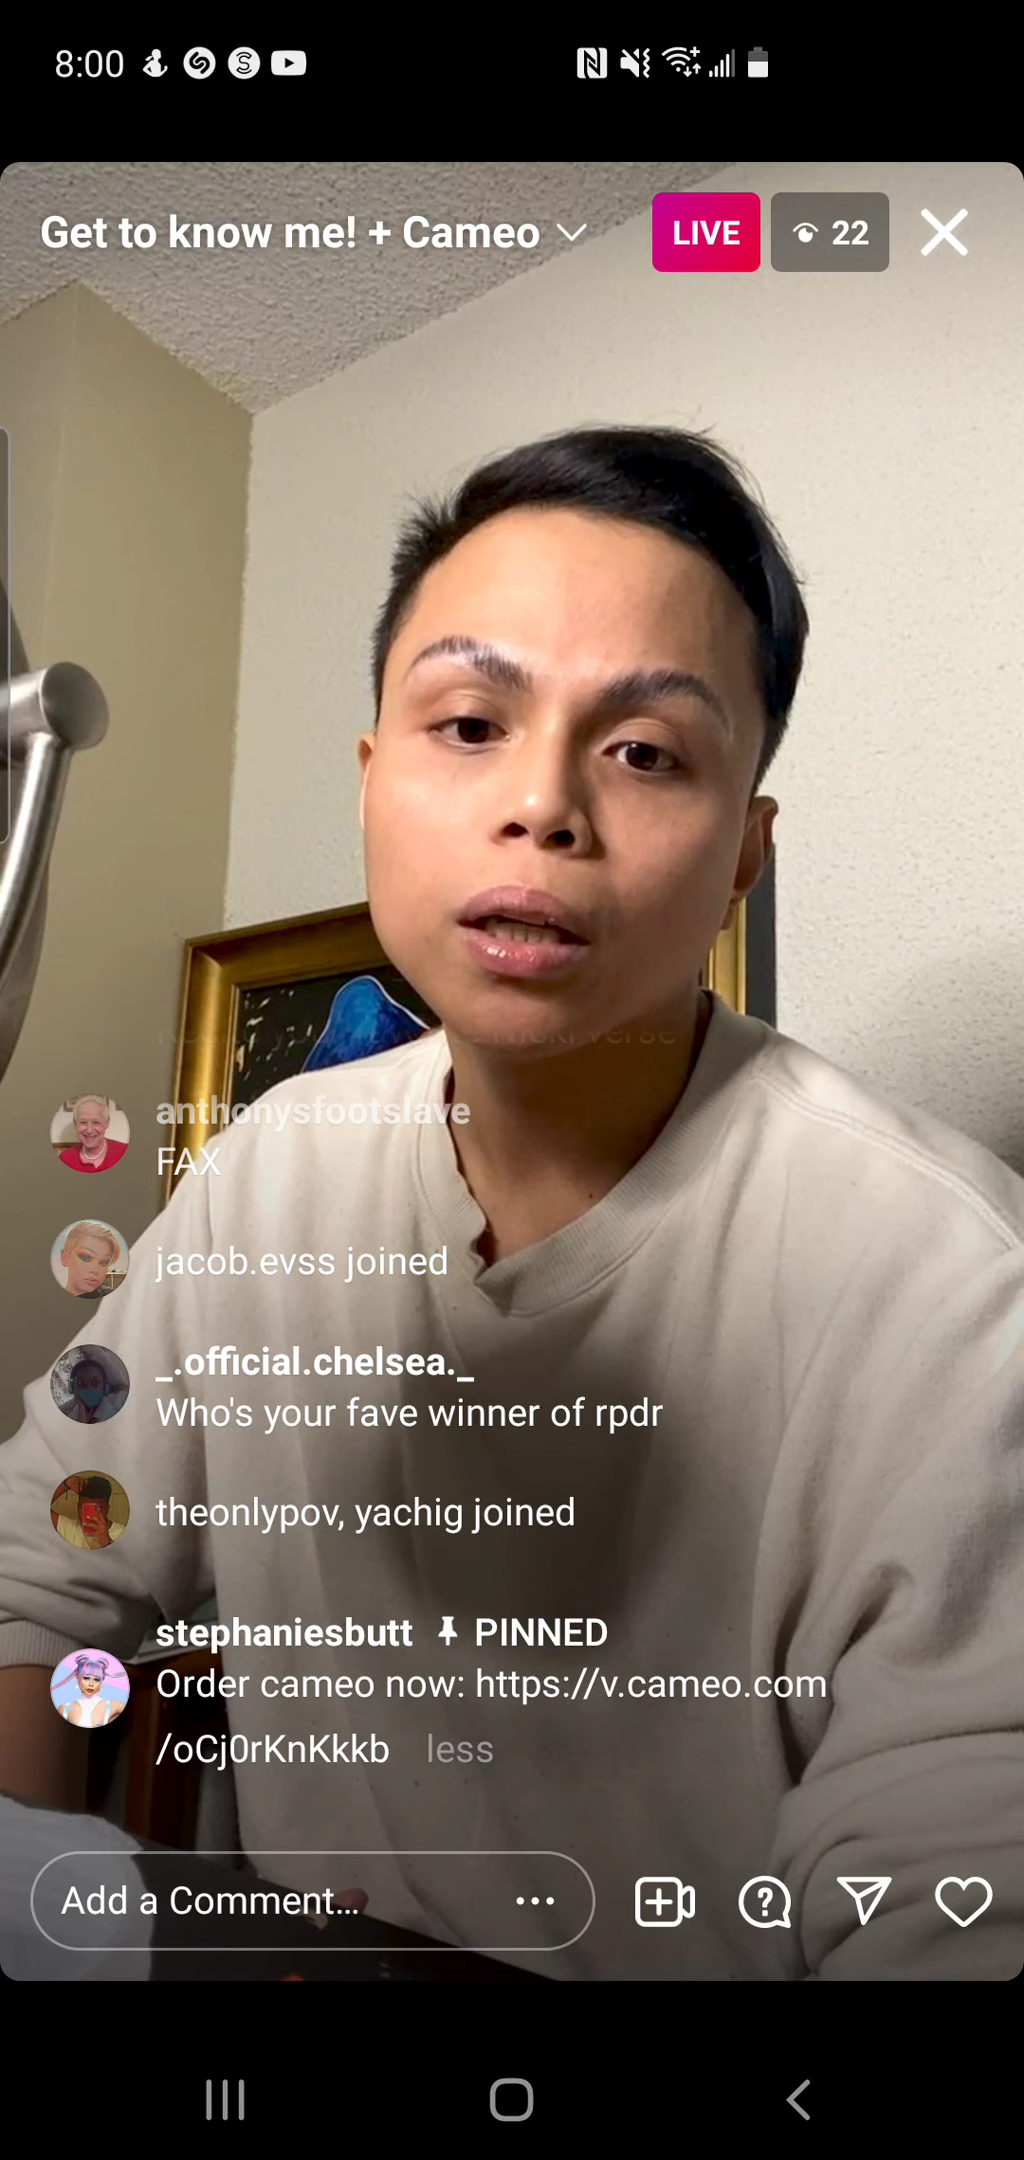 8:00
Get to know me! + Cameo
LIVE
22
anthonysfootslave
FAX
jacob.evss joined
_.official.chelsea._
Who's your fave winner of rpdr
theonlypov, yachig joined
stephaniesbutt PINNED
Order cameo now: https://v.cameo.com
/oCj0rKnKkkb less
Add a Comment...